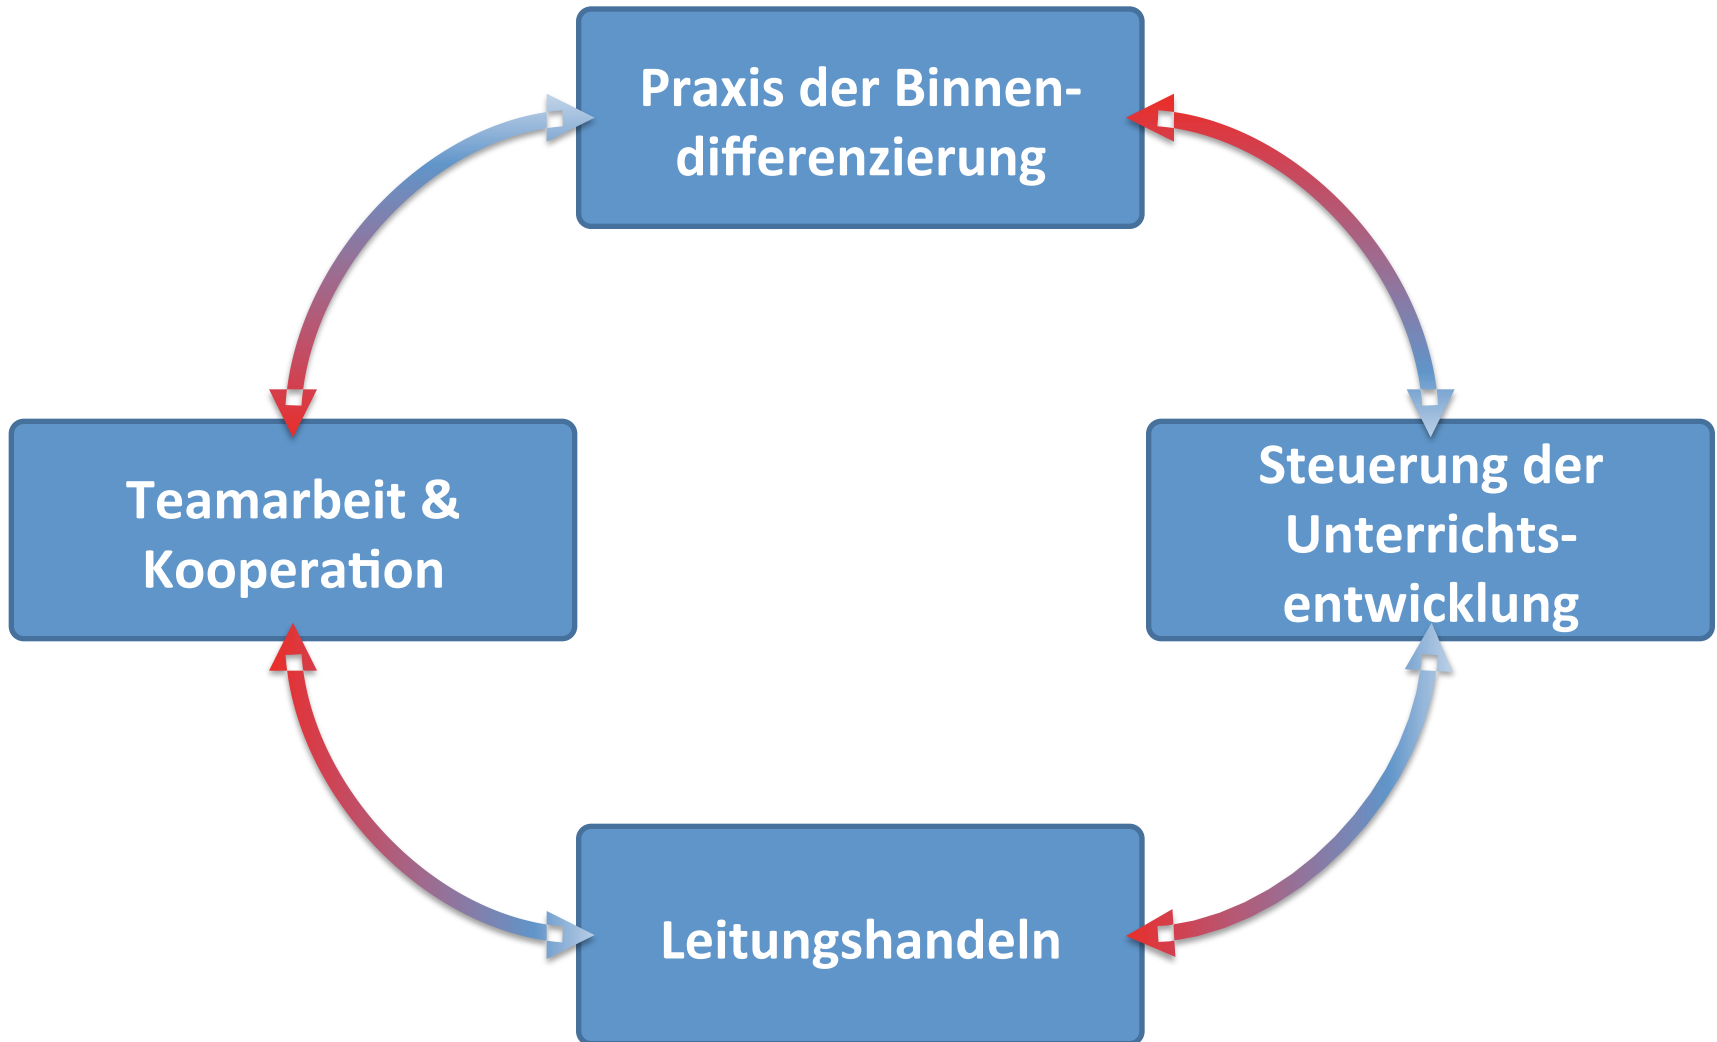 Praxis der Binnen-
differenzierung
Teamarbeit &
Kooperation
Steuerung der
Unterrichts-
entwicklung
Leitungshandeln